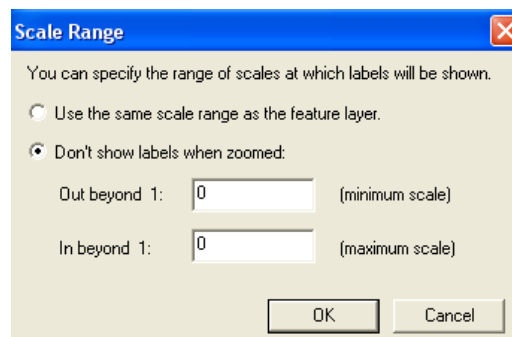 Scale Range
You can specify the range of scales at which labels will be shown.
Use the same scale range as the feature layer.
Don't show labels when zoomed:
Out beyond 1: 0 (minimum scale)
In beyond 1: 0 (maximum scale)
OK Cancel